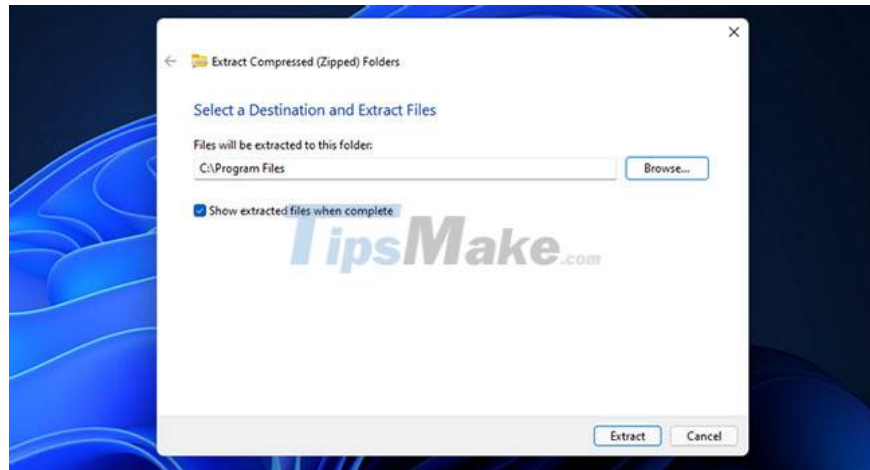 Extract Compressed (Zipped) Folders
Select a Destination and Extract Files
Files will be extracted to this folder:
C:\Program Files
Browse...
Show extracted files when complete
TipsMake.com
Extract
Cancel